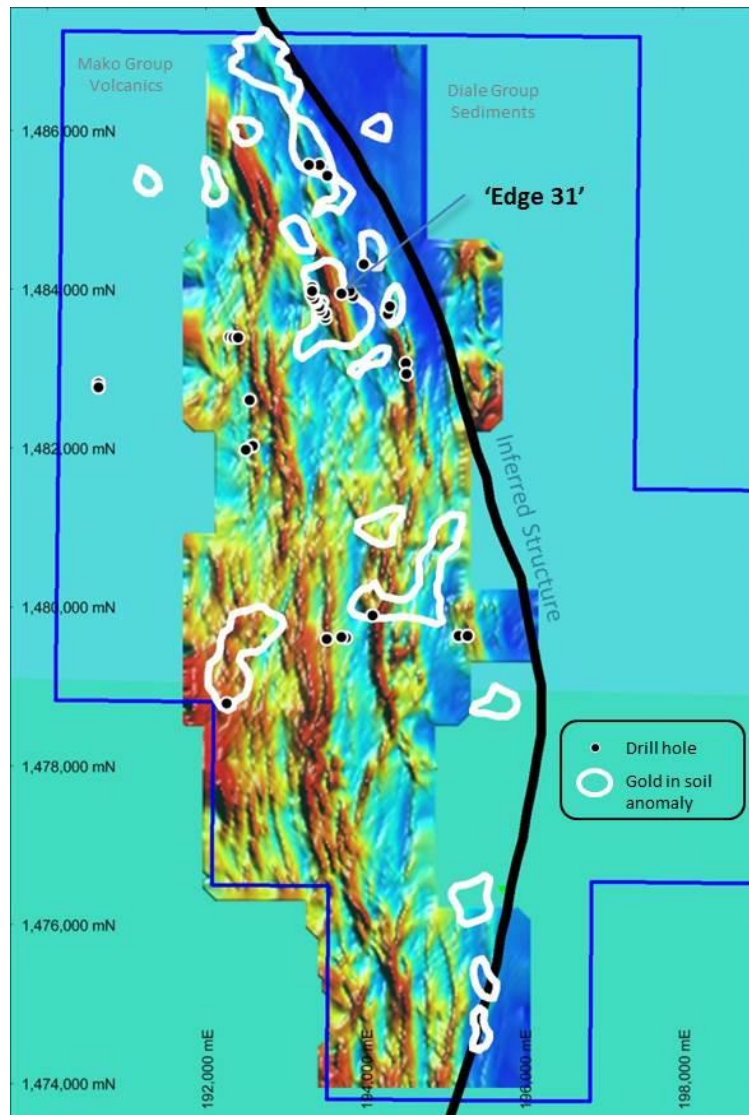 Mako Group
Volcanics
Diale Group
Sediments
1,486,000 mN
'Edge 31'
1,484,000 mN
1,482,000 mN
Inferred Structure
1,480,000 mN
1,478,000 mN
Drill hole
Gold in soil
anomaly
1,476,000 mN
1,474,000 mN
192,000 mE
194,000 mE
196,000 mE
198,000 mE